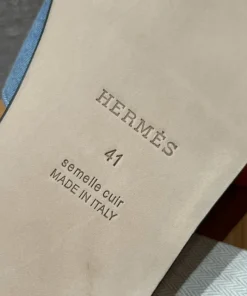 HERMÈS
41
semelle cuir
MADE IN ITALY